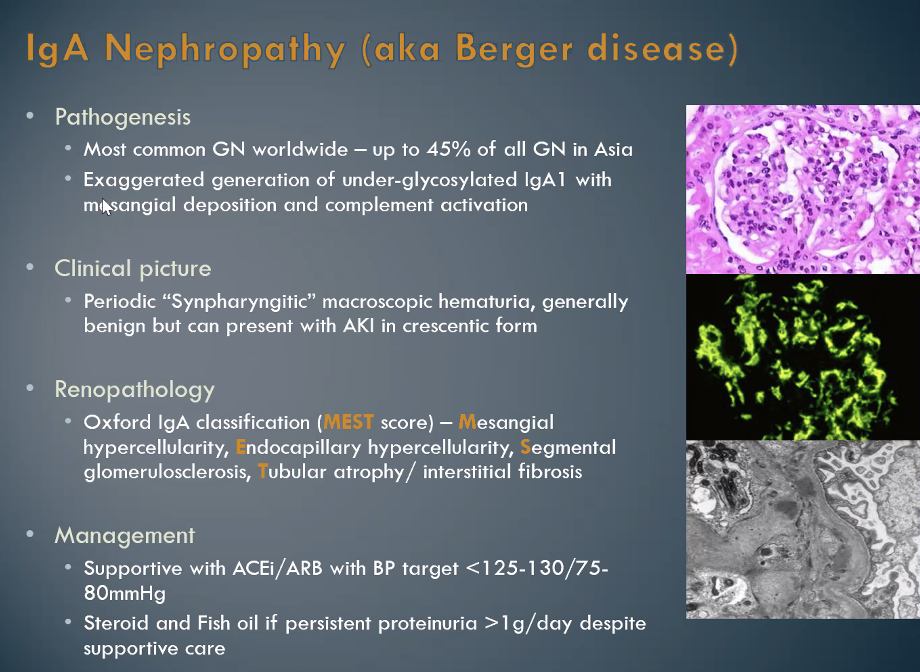 IgA Nephropathy (aka Berger disease)
• Pathogenesis
• Most common GN worldwide – up to 45% of all GN in Asia
• Exaggerated generation of under-glycosylated IgA1 with
mesangial deposition and complement activation
• Clinical picture
• Periodic “Synpharyngitic” macroscopic hematuria, generally
benign but can present with AKI in crescentic form
• Renopathology
• Oxford IgA classification (MEST score) – Mesangial
hypercellularity, Endocapillary hypercellularity, Segmental
glomerulosclerosis, Tubular atrophy/ interstitial fibrosis
• Management
• Supportive with ACEi/ARB with BP target <125-130/75-
80mmHg
• Steroid and Fish oil if persistent proteinuria >1g/day despite
supportive care